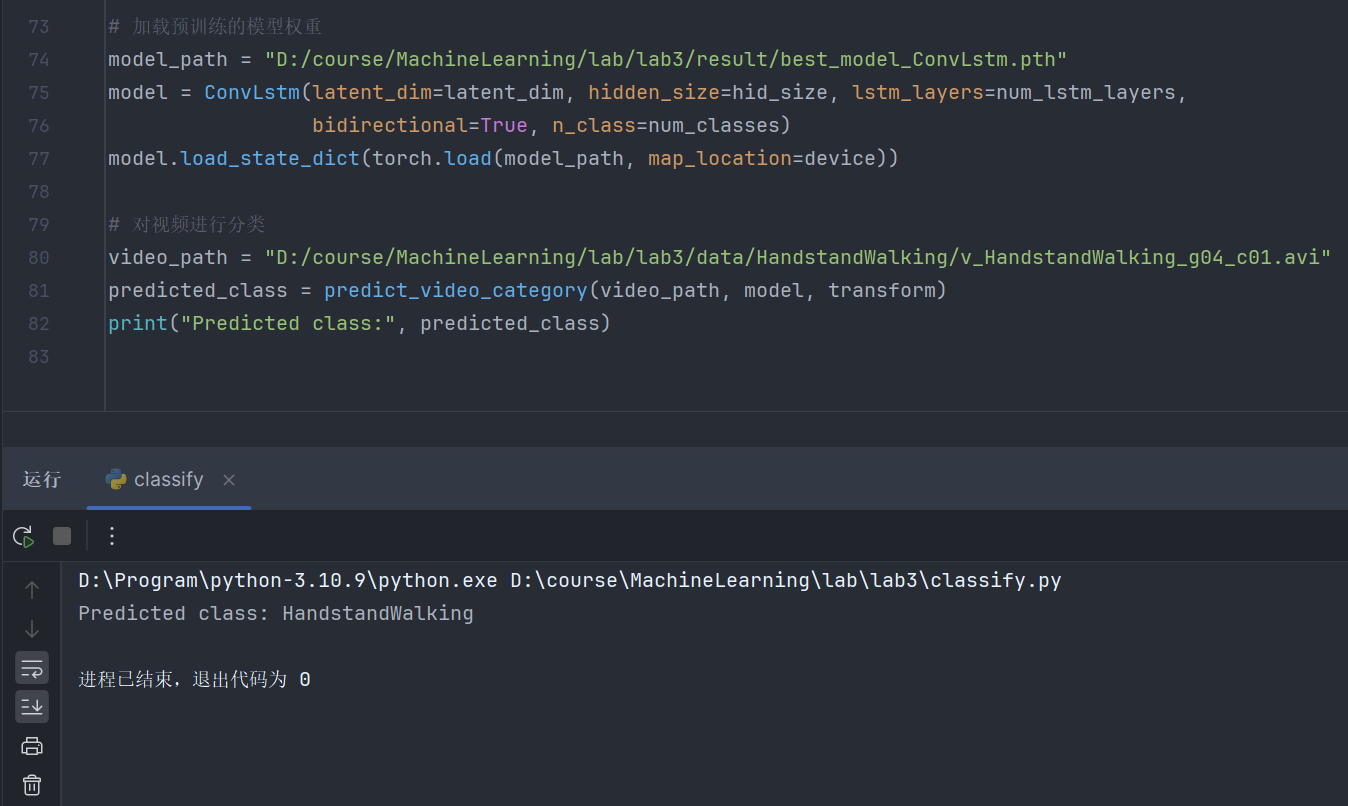 73 # 加载预训练的模型权重
74 model_path = "D:/course/MachineLearning/lab/lab3/result/best_model_ConvLstm.pth"
75 model = ConvLstm(latent_dim=latent_dim, hidden_size=hid_size, lstm_layers=num_lstm_layers,
76 bidirectional=True, n_class=num_classes)
77 model.load_state_dict(torch.load(model_path, map_location=device))
78
79 # 对视频进行分类
80 video_path = "D:/course/MachineLearning/lab/lab3/data/HandstandWalking/v_HandstandWalking_g04_c01.avi"
81 predicted_class = predict_video_category(video_path, model, transform)
82 print("Predicted class:", predicted_class)
83
运行 classify
D:\Program\python-3.10.9\python.exe D:\course\MachineLearning\lab\lab3\classify.py
Predicted class: HandstandWalking
进程已结束，退出代码为 0